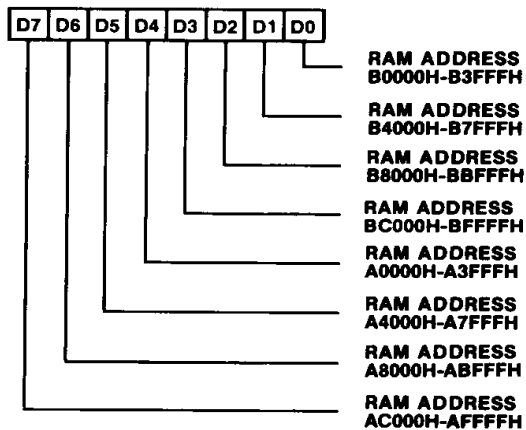 D7 D6 D5 D4 D3 D2 D1 D0
RAM ADDRESS
B0000H-B3FFFH
RAM ADDRESS
B4000H-B7FFFH
RAM ADDRESS
B8000H-BBFFFH
RAM ADDRESS
BC000H-BFFFFH
RAM ADDRESS
A0000H-A3FFFH
RAM ADDRESS
A4000H-A7FFFH
RAM ADDRESS
A8000H-ABFFFH
RAM ADDRESS
AC000H-AFFFFH